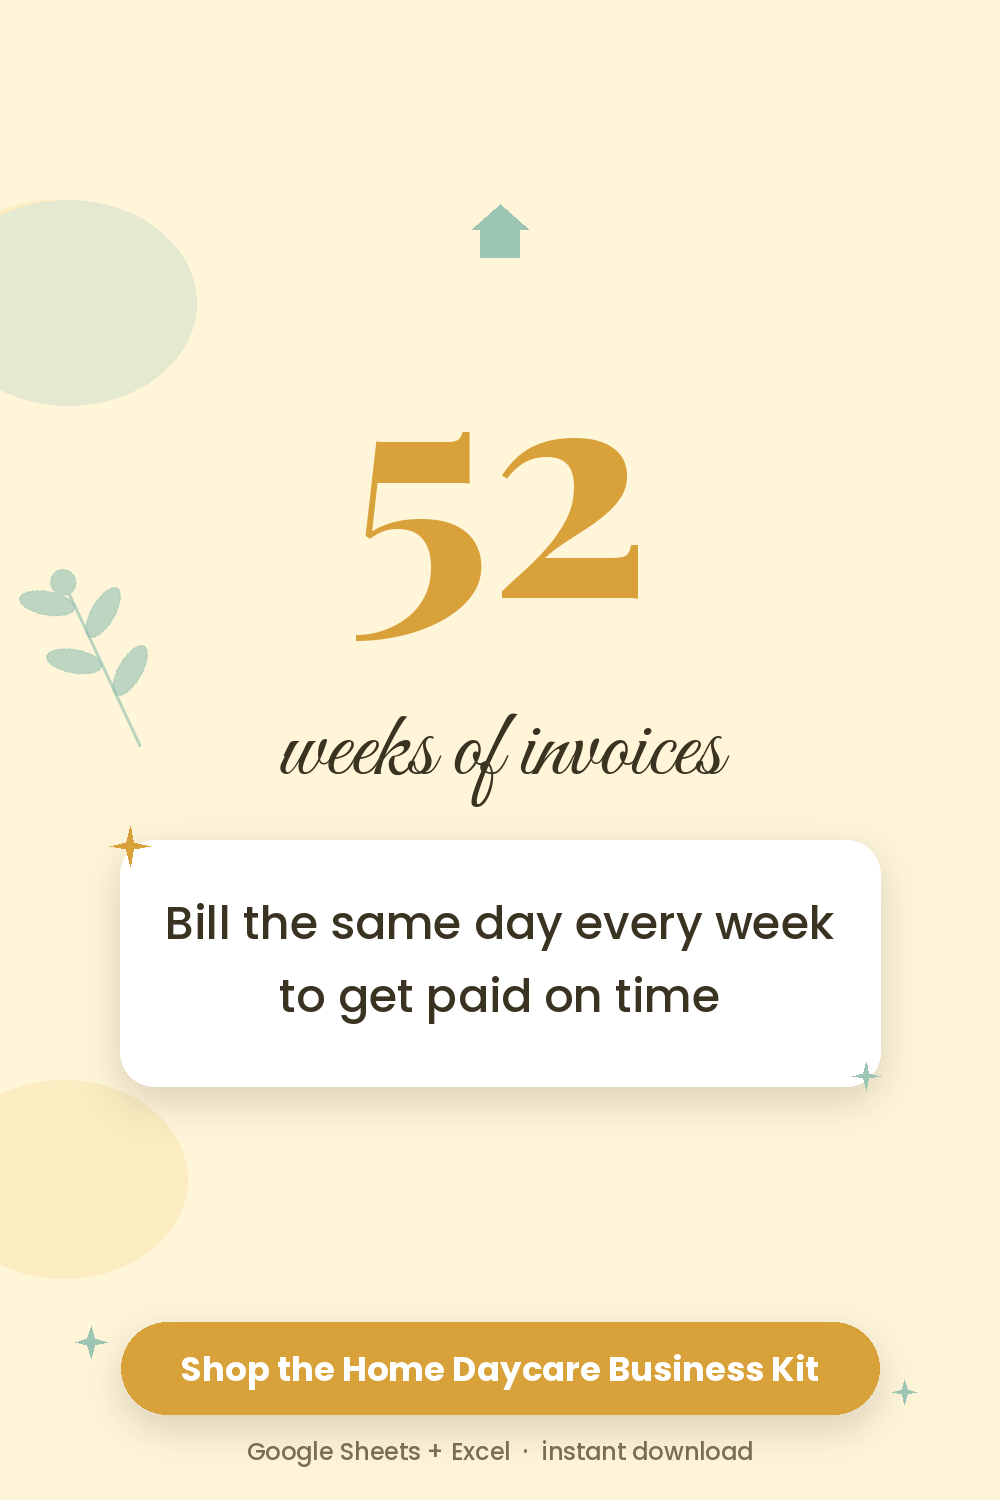 52
weeks of invoices
Bill the same day every week
to get paid on time
Shop the Home Daycare Business Kit
Google Sheets + Excel · instant download